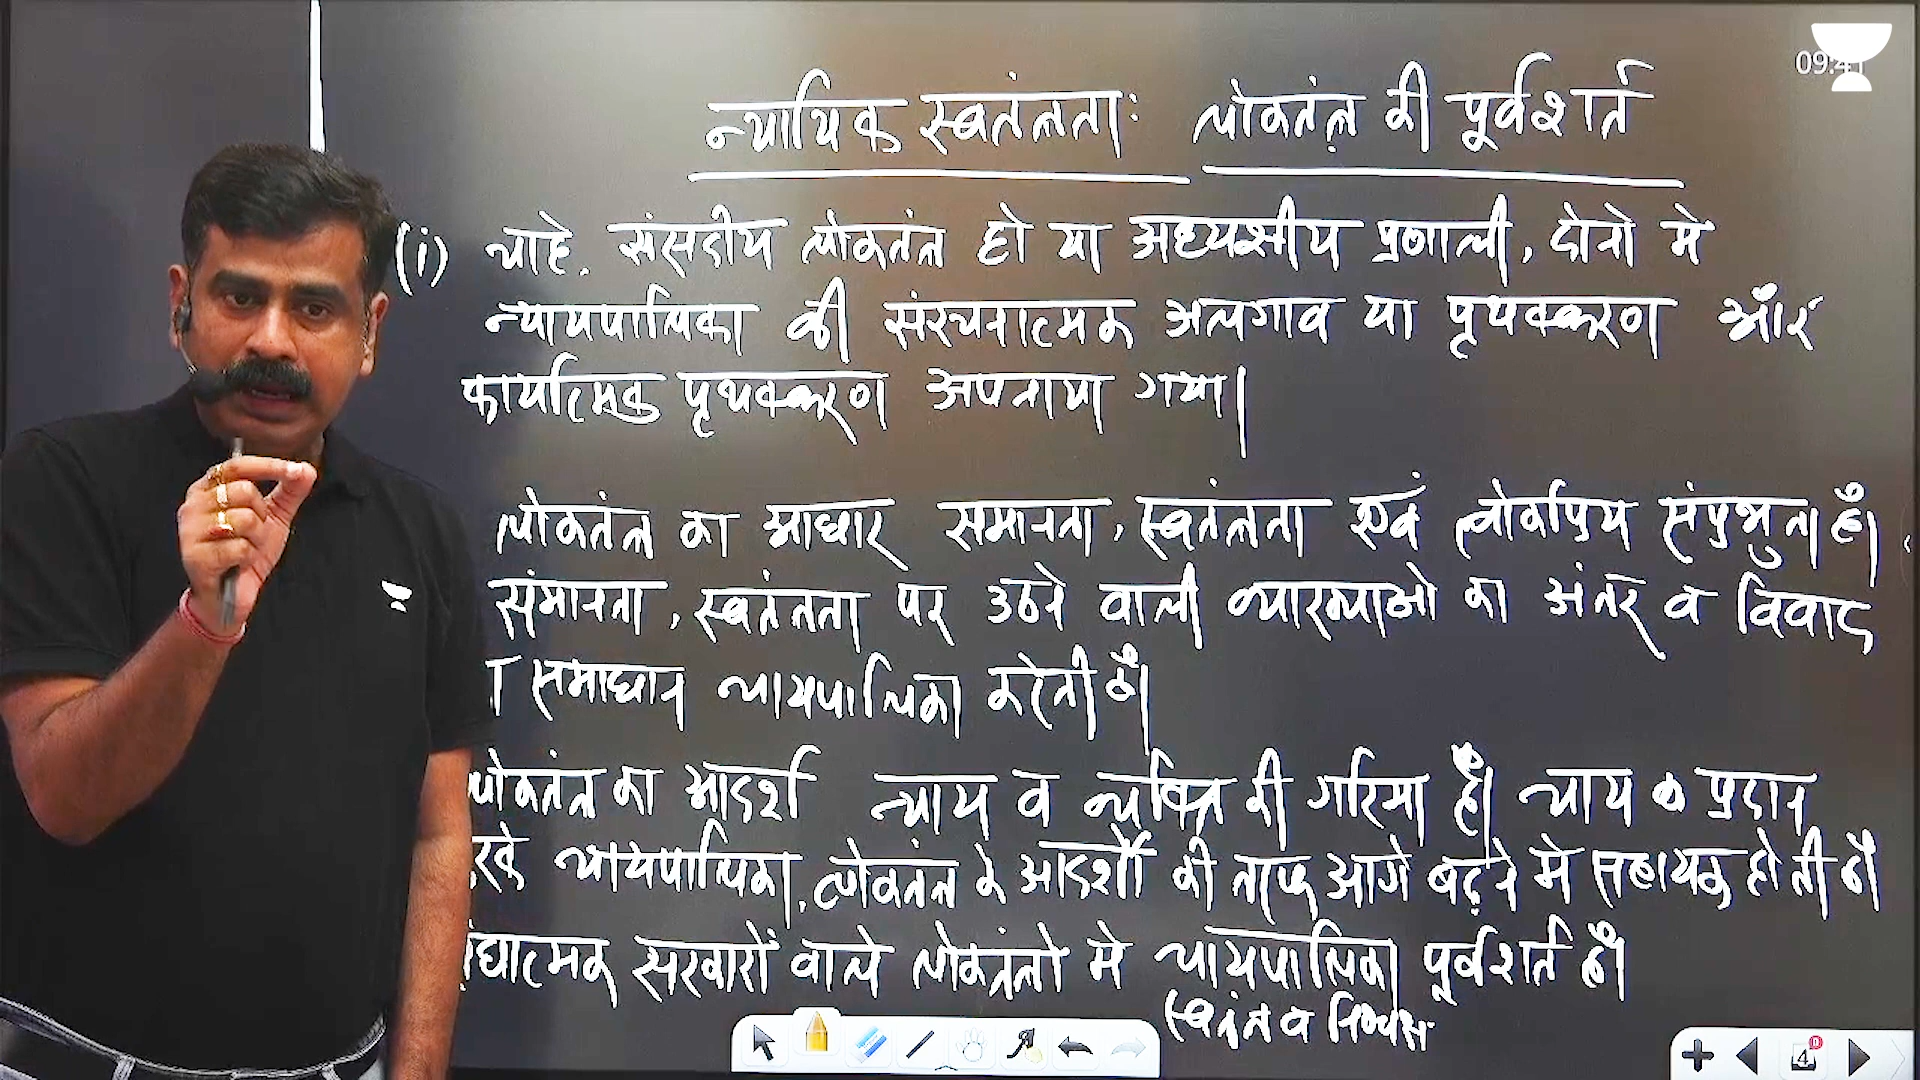 09:41
न्यायिक स्वतंत्रता: लोकतंत्र की पूर्वशर्त
(i) चाहे संसदीय लोकतंत्र हो या अध्यक्षीय प्रणाली, दोनो मे
न्यायपालिका की संरचनात्मक अलगाव या पृथक्करण और
कार्यात्मक पृथक्करण अपनाया गया।
लोकतंत्र का आधार समानता, स्वतंत्रता एवं लोकप्रिय संप्रभुता है।
समानता, स्वतंत्रता पर उठने वाली व्याख्याओ का अंतर व विवाद
समाधान न्यायपालिका करती है।
लोकतंत्र का आदर्श न्याय व व्यक्ति की गरिमा है। न्याय प्रदान
न्यायपालिका, लोकतंत्र के आदर्शों की तरफ आगे बढ़ने मे सहायक होती है
सरकारों वाले लोकतंत्रो मे न्यायपालिका पूर्वशर्त है।
स्वतंत्र व निष्पक्ष
4